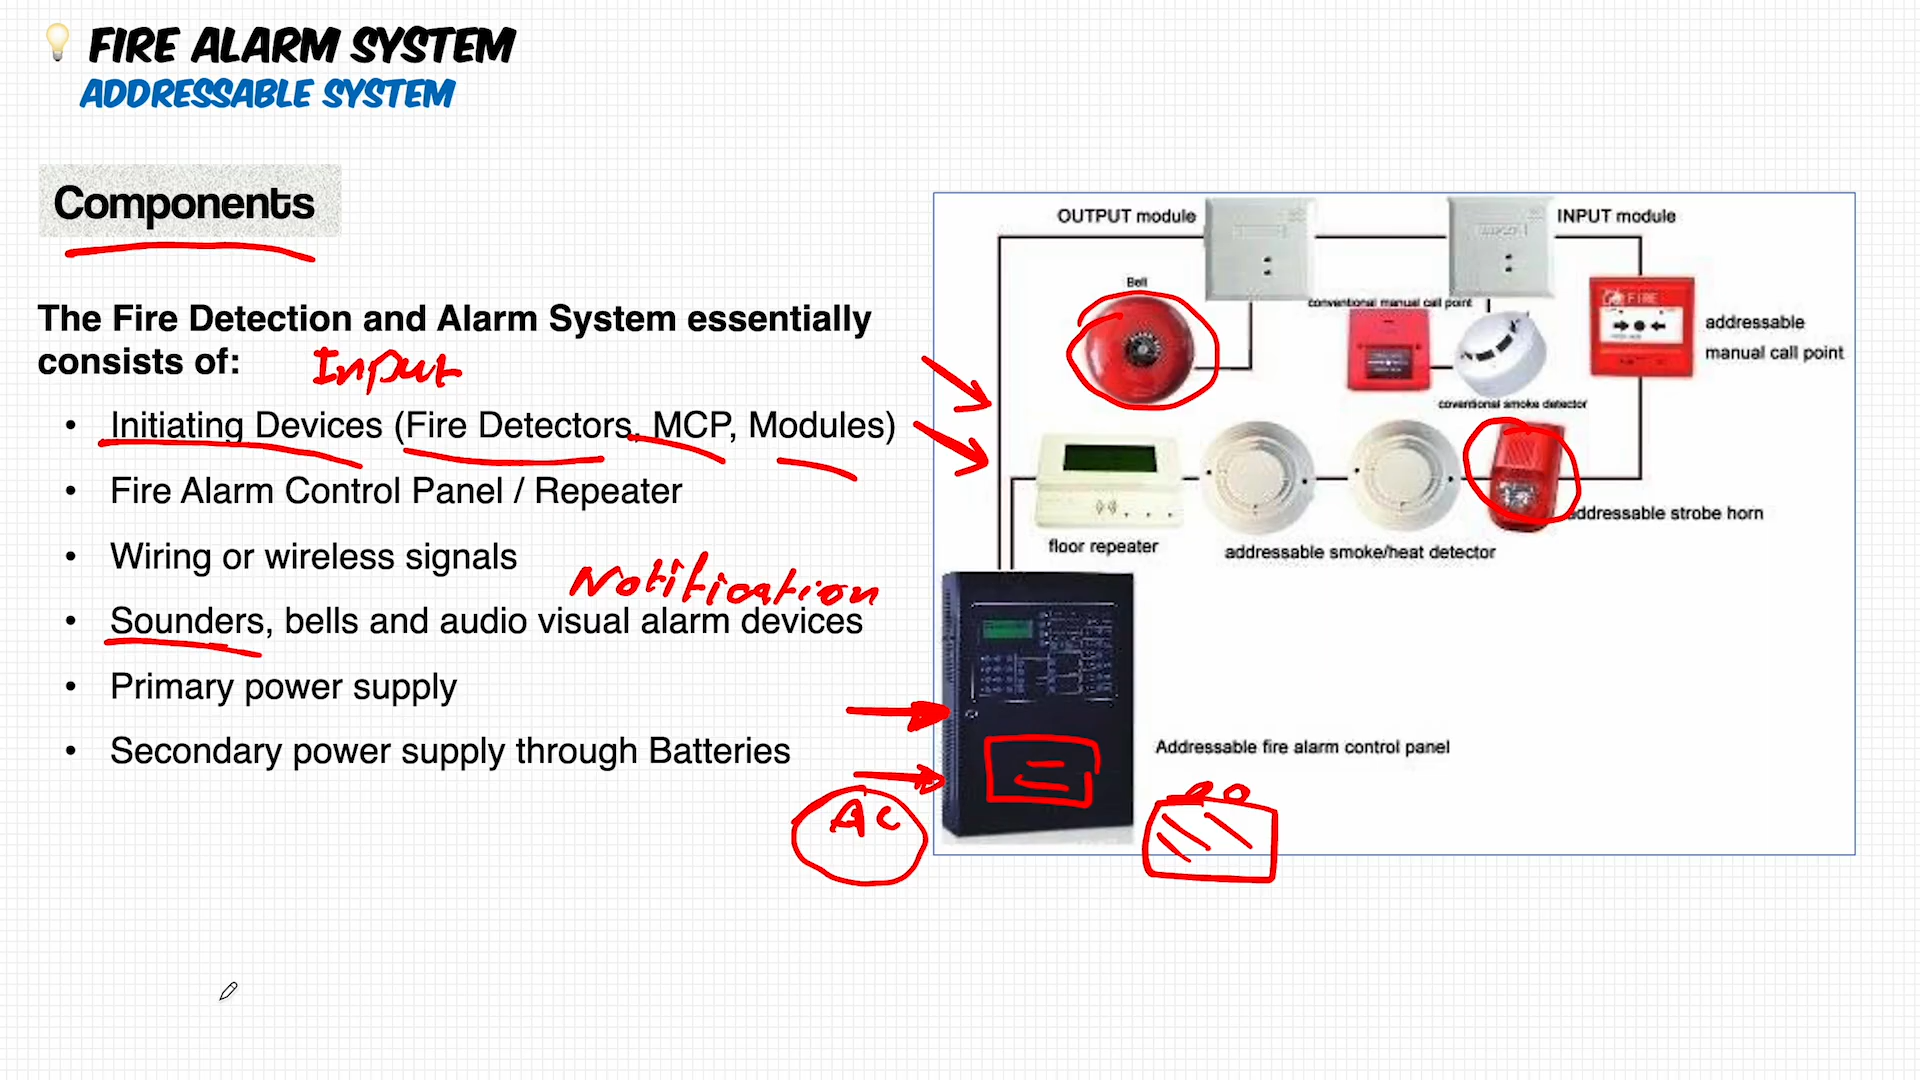 FIRE ALARM SYSTEM
ADDRESSABLE SYSTEM
Components
The Fire Detection and Alarm System essentially
consists of:
Input
• Initiating Devices (Fire Detectors, MCP, Modules)
• Fire Alarm Control Panel / Repeater
• Wiring or wireless signals
Notification
• Sounders, bells and audio visual alarm devices
• Primary power supply
• Secondary power supply through Batteries
AC
OUTPUT module
INPUT module
Bell
conventional manual call point
FIRE
addressable
manual call point
coventional smoke detector
addressable strobe horn
floor repeater
addressable smoke/heat detector
Addressable fire alarm control panel